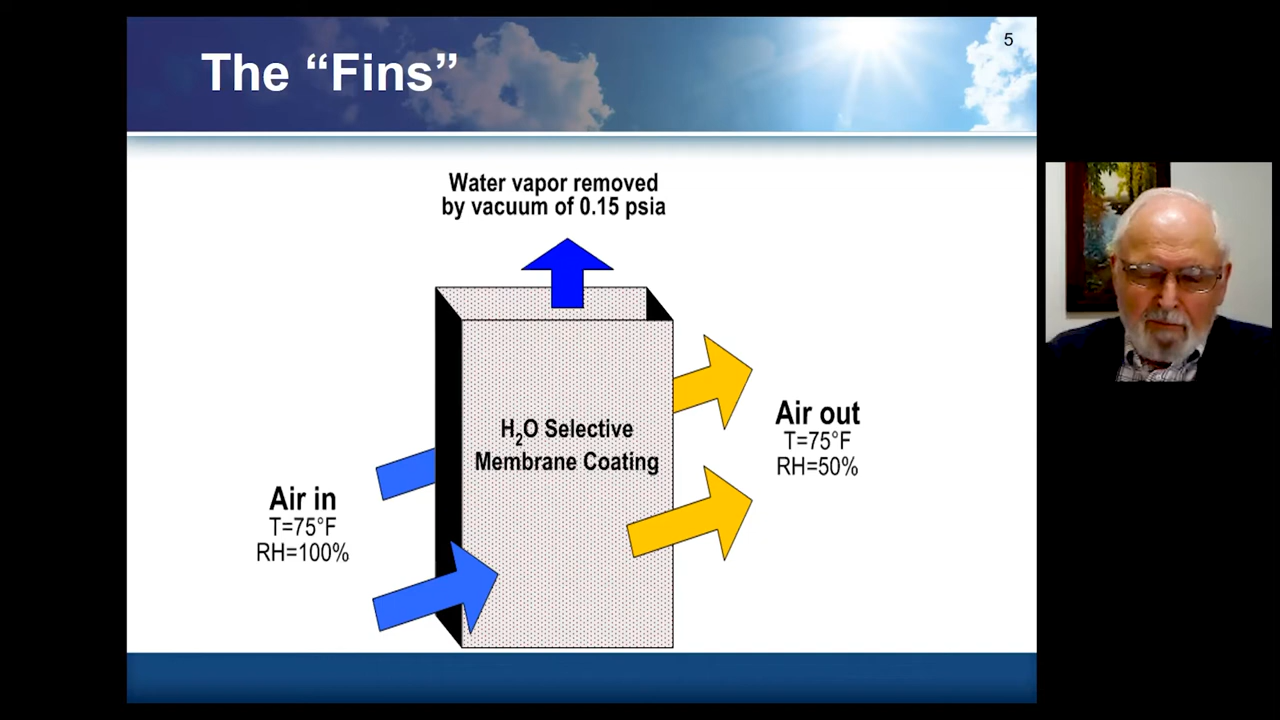 5
The “Fins”
Water vapor removed
by vacuum of 0.15 psia
H₂O Selective
Membrane Coating
Air out
T=75°F
RH=50%
Air in
T=75°F
RH=100%